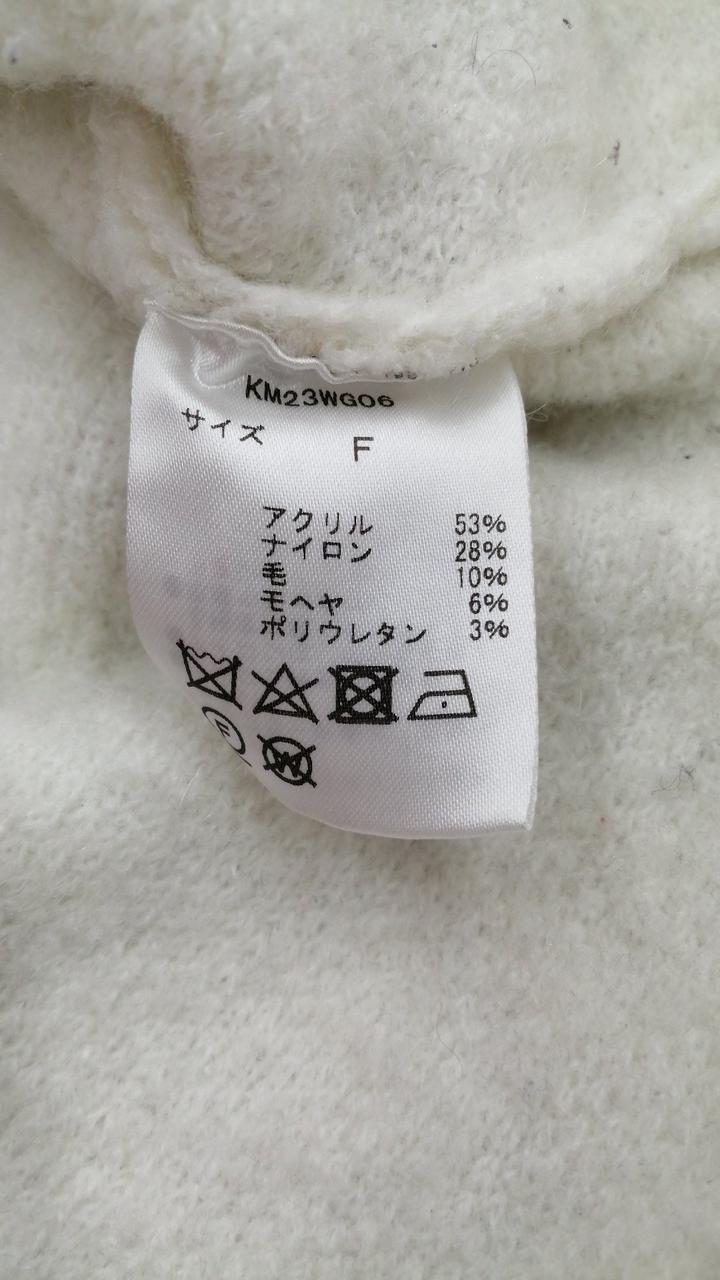 KM23WG06
サイズ F
アクリル 53%
ナイロン 28%
毛 10%
モヘヤ 6%
ポリウレタン 3%
F
W